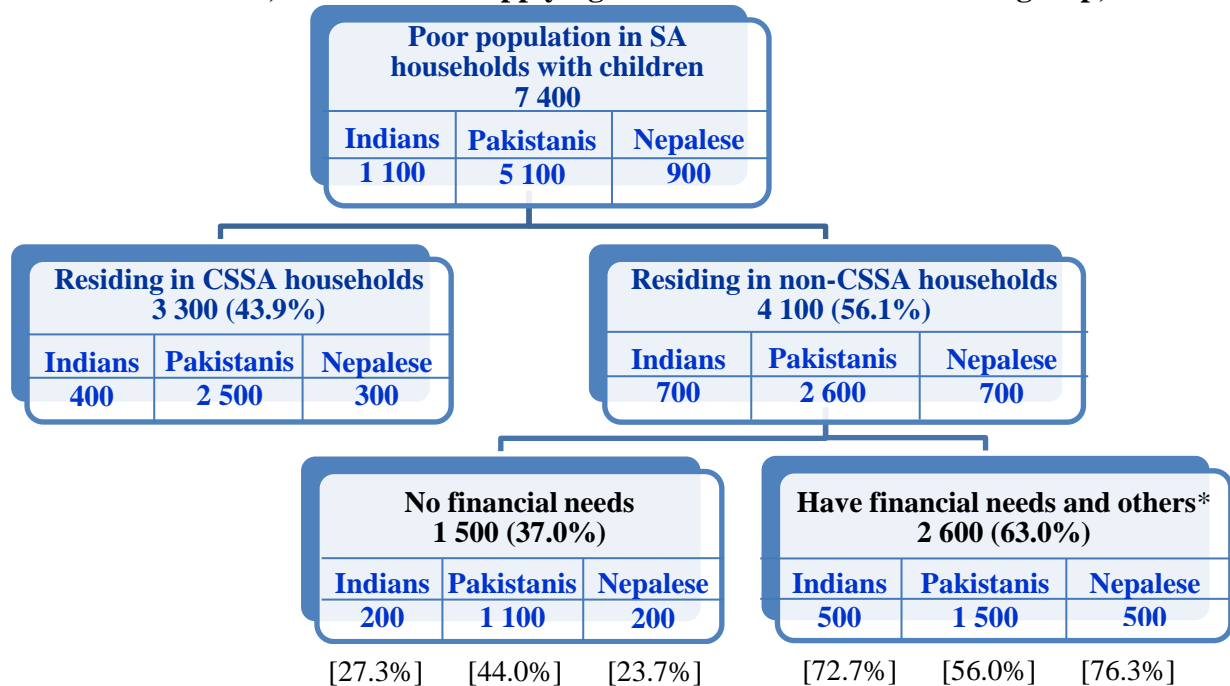 Poor population in SA
households with children
7 400
Indians Pakistanis Nepalese
1 100 5 100 900
Residing in CSSA households
3 300 (43.9%)
Indians Pakistanis Nepalese
400 2 500 300
Residing in non-CSSA households
4 100 (56.1%)
Indians Pakistanis Nepalese
700 2 600 700
No financial needs
1 500 (37.0%)
Indians Pakistanis Nepalese
200 1 100 200
[27.3%] [44.0%] [23.7%]
Have financial needs and others*
2 600 (63.0%)
Indians Pakistanis Nepalese
500 1 500 500
[72.7%] [56.0%] [76.3%]